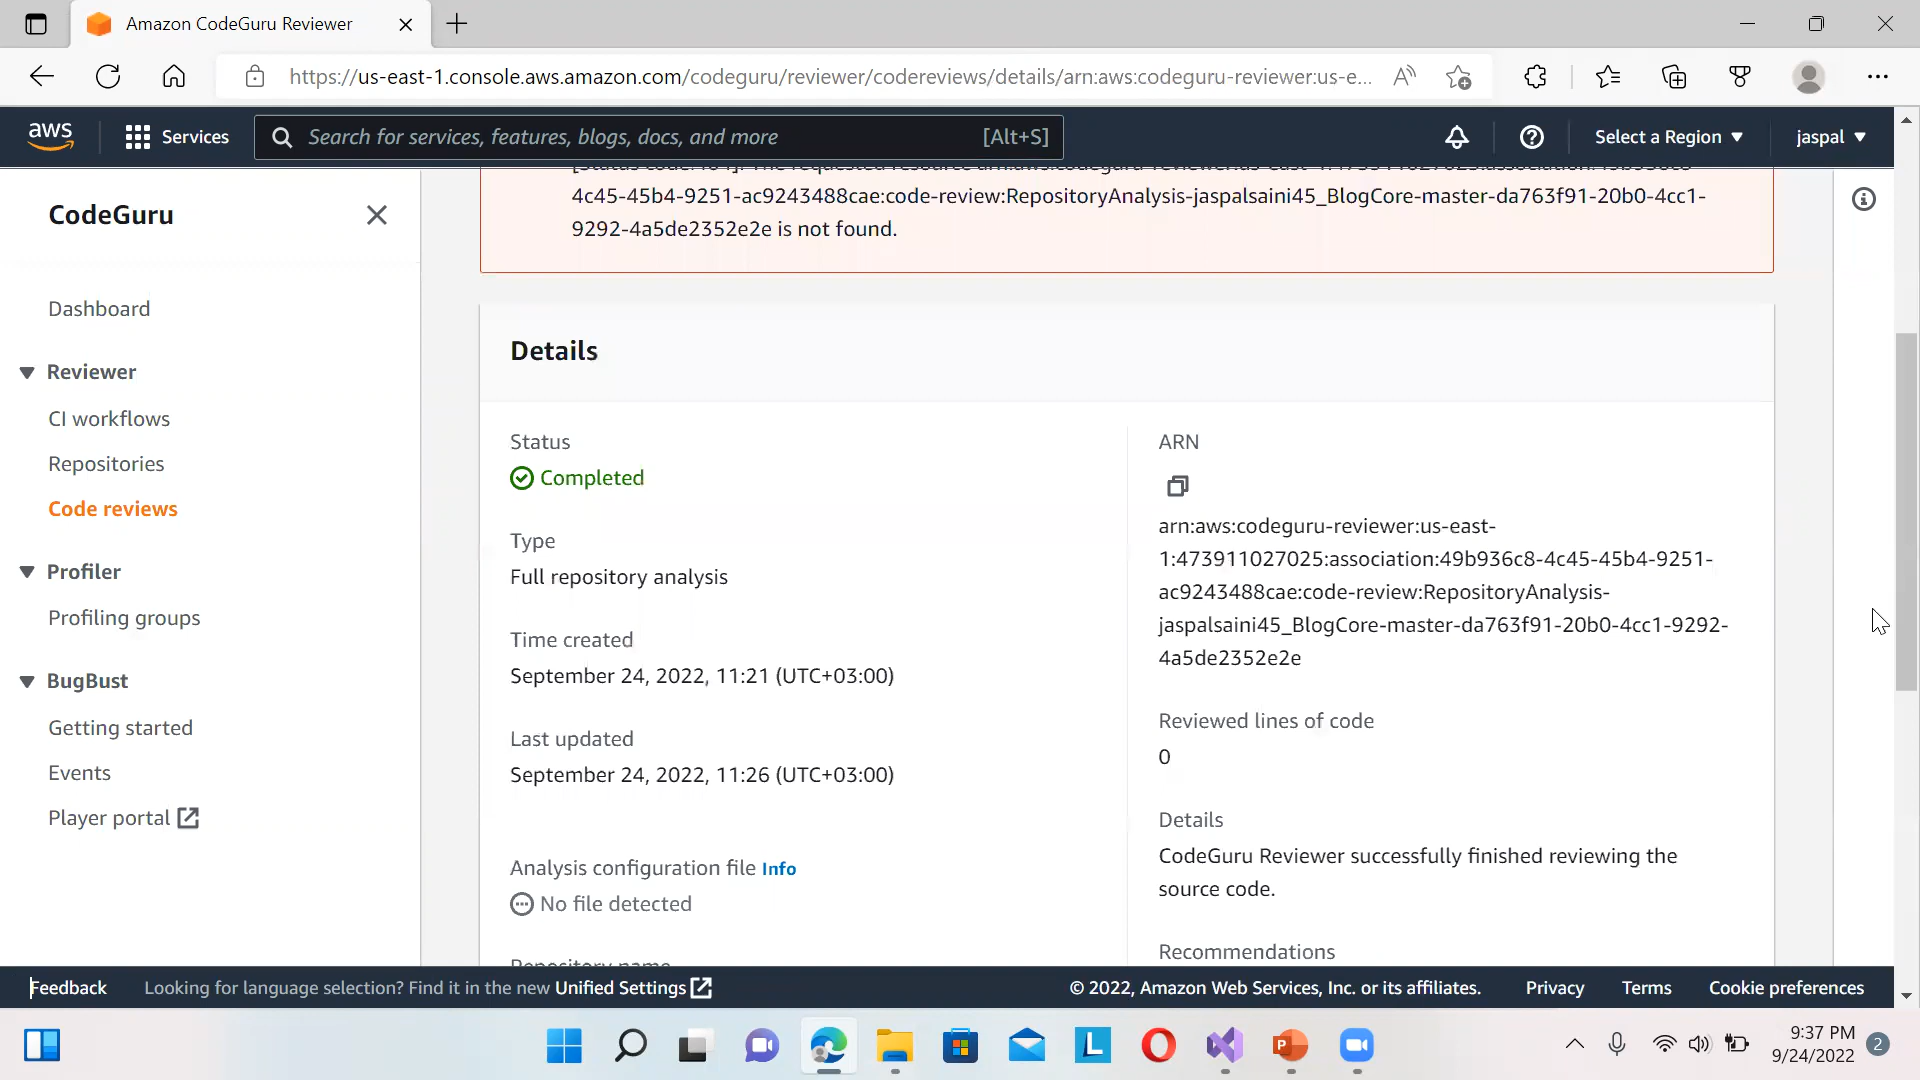 Amazon CodeGuru Reviewer
https://us-east-1.console.aws.amazon.com/codeguru/reviewer/codereviews/details/arn:aws:codeguru-reviewer:us-e...
aws
Services
Search for services, features, blogs, docs, and more
[Alt+S]
Select a Region
jaspal
CodeGuru
Dashboard
Reviewer
CI workflows
Repositories
Code reviews
Profiler
Profiling groups
BugBust
Getting started
Events
Player portal
4c45-45b4-9251-ac9243488cae:code-review:RepositoryAnalysis-jaspalsaini45_BlogCore-master-da763f91-20b0-4cc1-
9292-4a5de2352e2e is not found.
Details
Status
Completed
Type
Full repository analysis
Time created
September 24, 2022, 11:21 (UTC+03:00)
Last updated
September 24, 2022, 11:26 (UTC+03:00)
Analysis configuration file Info
No file detected
Repository name
ARN
arn:aws:codeguru-reviewer:us-east-
1:473911027025:association:49b936c8-4c45-45b4-9251-
ac9243488cae:code-review:RepositoryAnalysis-
jaspalsaini45_BlogCore-master-da763f91-20b0-4cc1-9292-
4a5de2352e2e
Reviewed lines of code
0
Details
CodeGuru Reviewer successfully finished reviewing the
source code.
Recommendations
Feedback
Looking for language selection? Find it in the new Unified Settings
© 2022, Amazon Web Services, Inc. or its affiliates.
Privacy
Terms
Cookie preferences
9:37 PM
9/24/2022
2